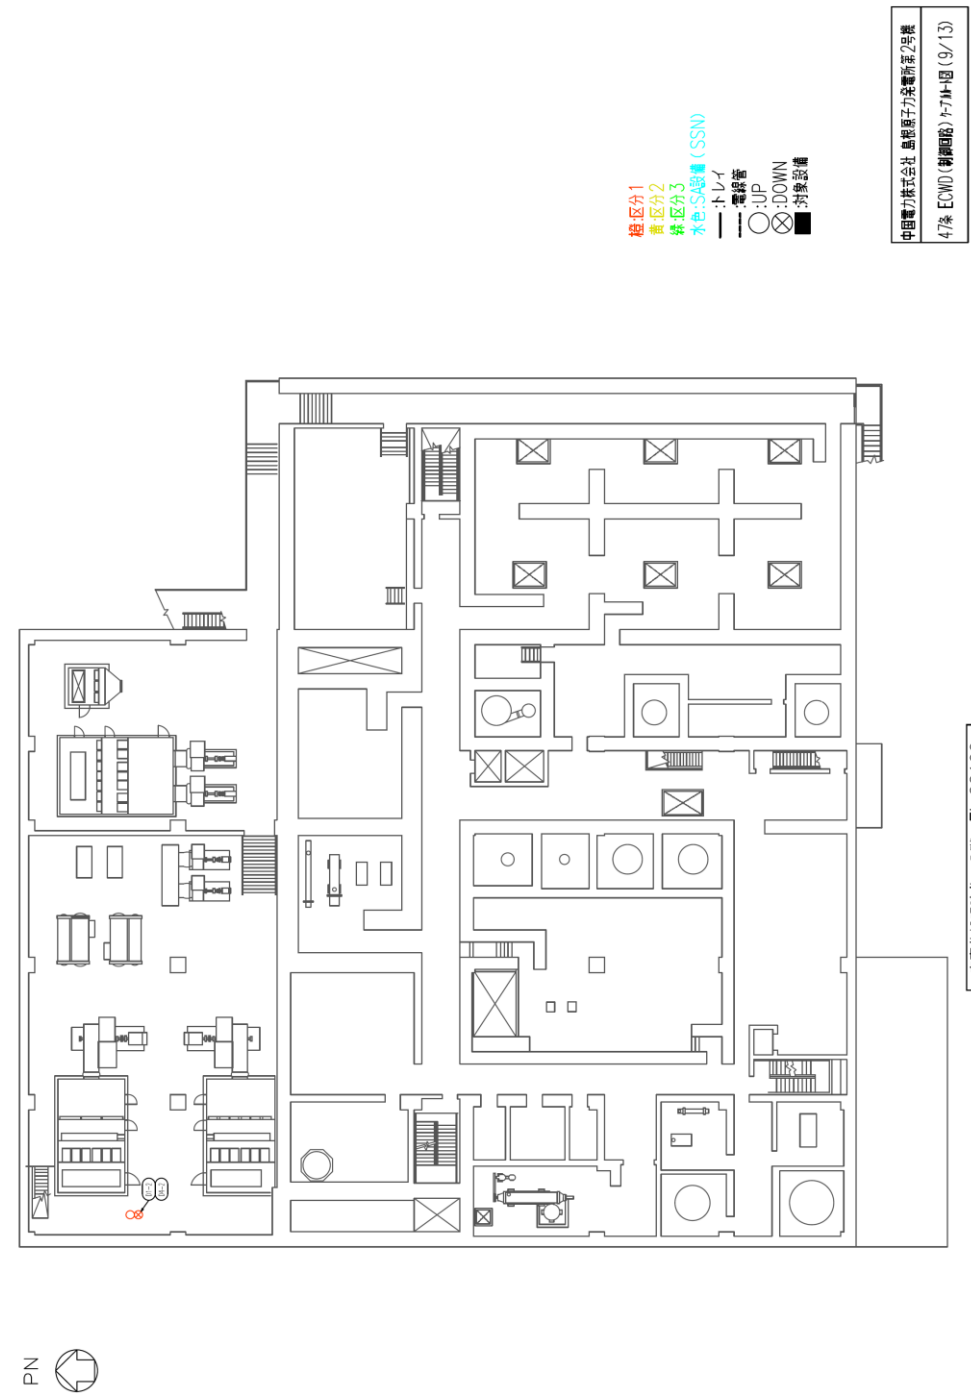 橙:区分1
黄:区分2
緑:区分3
水色:SA設備(SSN)
:トレイ
:電線管
:UP
:DOWN
:対象設備
中国電力株式会社 島根原子力発電所第2号機
47条 ECWD(制御回路)ケーブルルート図(9/13)
PN